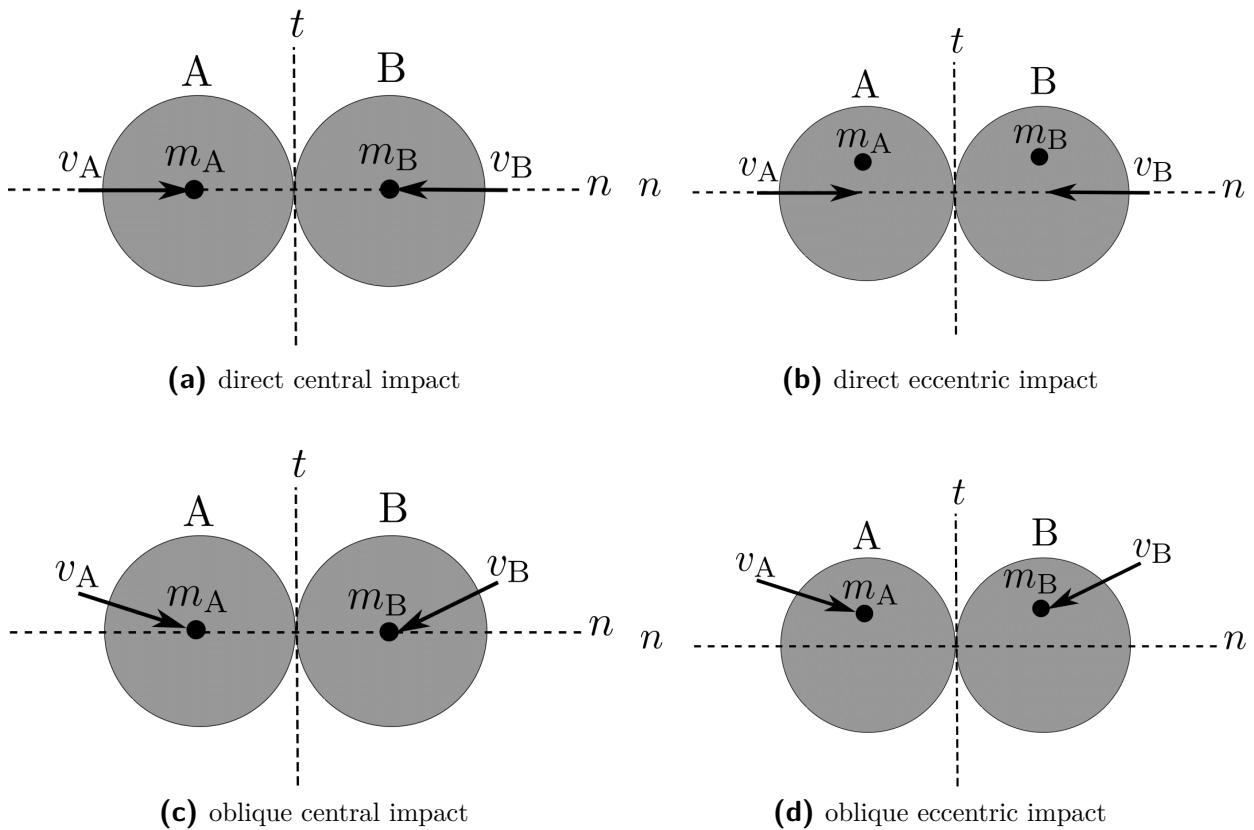 t
A
B
v_A
m_A
m_B
v_B
n
(a) direct central impact
t
A
B
v_A
m_A
m_B
v_B
n
n
(b) direct eccentric impact
t
A
B
v_A
m_A
m_B
v_B
n
(c) oblique central impact
t
A
B
v_A
m_A
m_B
v_B
n
n
(d) oblique eccentric impact